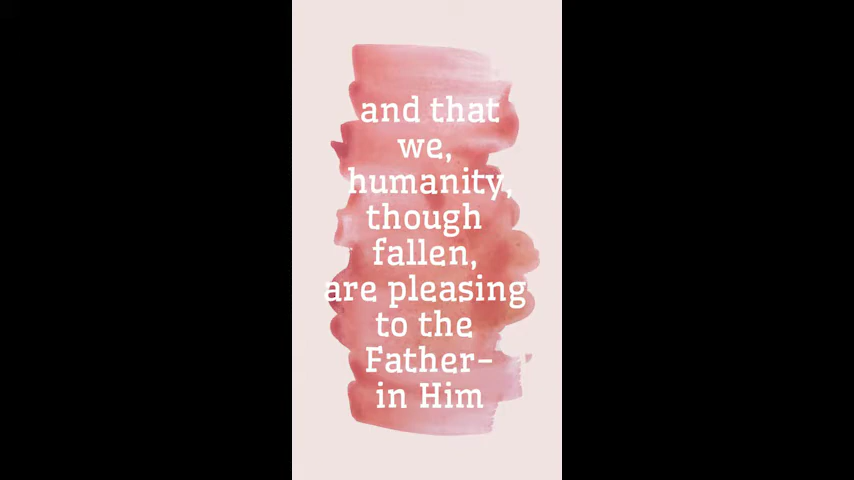 and that
we,
humanity,
though
fallen,
are pleasing
to the
Father-
in Him